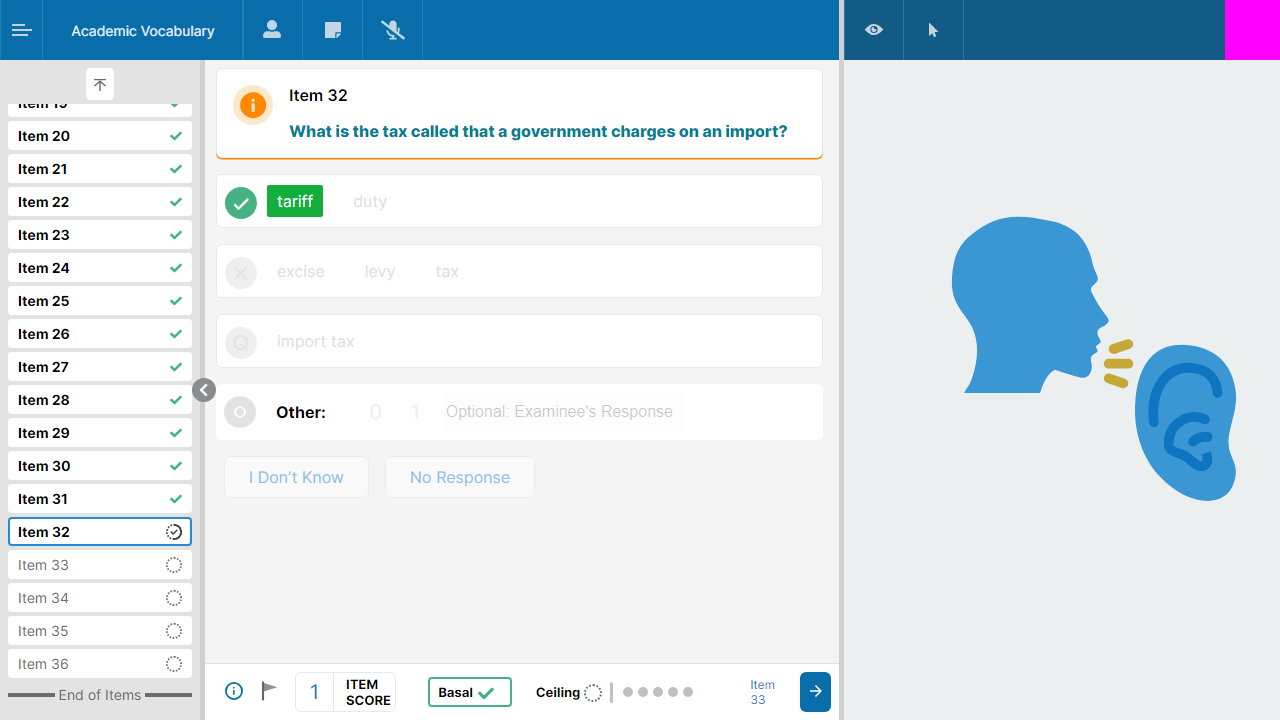 Academic Vocabulary
Item 19
Item 20
Item 21
Item 22
Item 23
Item 24
Item 25
Item 26
Item 27
Item 28
Item 29
Item 30
Item 31
Item 32
Item 33
Item 34
Item 35
Item 36
End of Items
Item 32
What is the tax called that a government charges on an import?
tariff duty
excise levy tax
Q import tax
Other: 0 1 Optional: Examinee's Response
I Don't Know No Response
1 ITEM SCORE
Basal
Ceiling
Item 33